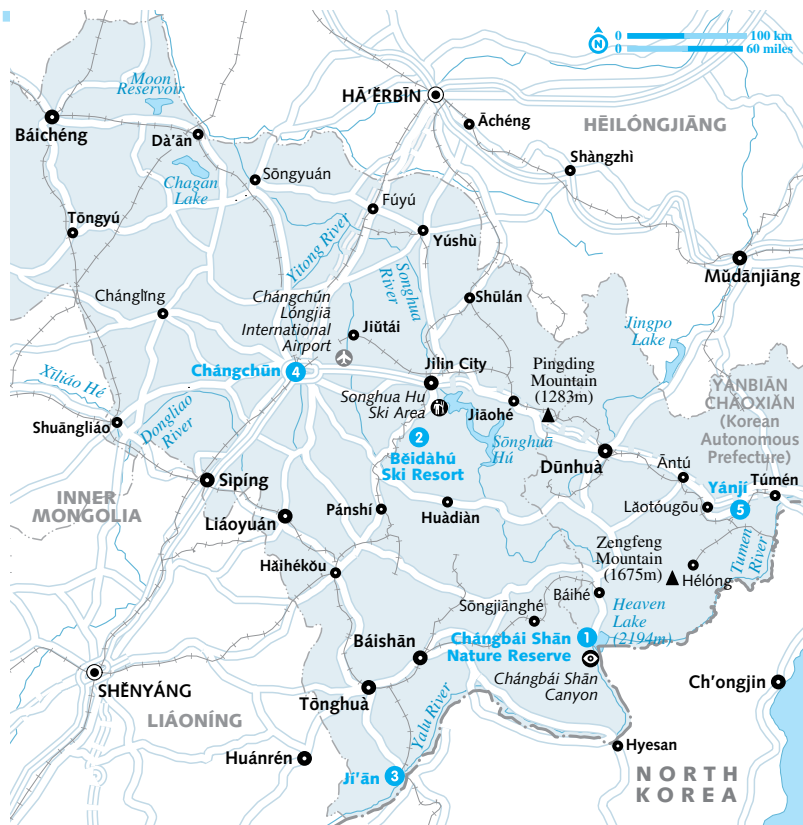 0
100 km
N
0
60 miles
Moon
Reservoir
HĀ'ĚRBĪN
Báichéng
Āchéng
HĒILÓNGJIĀNG
Dà'ān
Shàngzhì
Chagan
Lake
Sōngyuán
Fúyú
Tōngyú
Yitong River
Yúshù
Songhua
River
Mǔdānjiāng
Chánglǐng
Chángchūn
Lóngjiā
International
Airport
Shūlán
Jiǔtái
Jingpo
Lake
Xīliáo Hé
Chángchūn
4
Jilin City
Pingding
Mountain
(1283m)
YÁNBIĀN
CHÁOXIǍN
(Korean
Autonomous
Prefecture)
Songhua Hu
Ski Area
Jiāohé
Shuāngliáo
Dongliao
River
2
Běidàhú
Ski Resort
Sōnghuā
Hú
Dūnhuà
Āntú
Sìpíng
Yánjí
5
Túmén
INNER
MONGOLIA
Liáoyuán
Pánshí
Huàdiàn
Lǎotóugōu
Tumen
River
Zengfeng
Mountain
(1675m)
Hélóng
Hǎihékǒu
Báihé
Sōngjiānghé
Heaven
Lake
(2194m)
Báishān
Chángbái Shān
Nature Reserve
1
Chángbái Shān
Canyon
SHĚNYÁNG
Tōnghuà
Ch'ongjin
LIÁONÍNG
Yalu River
Huánrén
Hyesan
Jí'ān
3
NORTH
KOREA